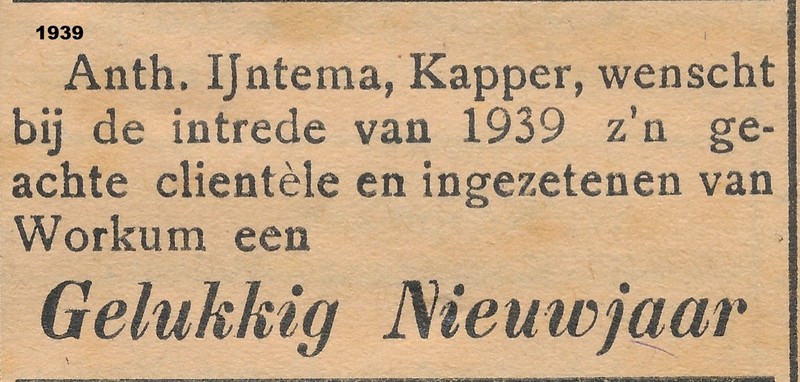 1939
Anth. IJntema, Kapper, wenscht
bij de intrede van 1939 z'n ge-
achte clientèle en ingezetenen van
Workum een
Gelukkig Nieuwjaar